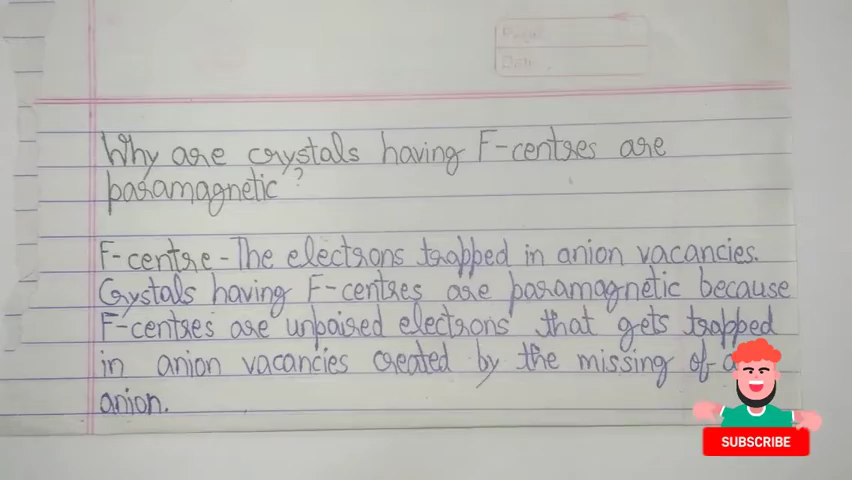 Page
Date
Why are crystals having F-centres are
paramagnetic?
F-centre - The electrons trapped in anion vacancies.
Crystals having F-centres are paramagnetic because
F-centres are unpaired electrons that gets trapped
in anion vacancies created by the missing of
anion.
SUBSCRIBE